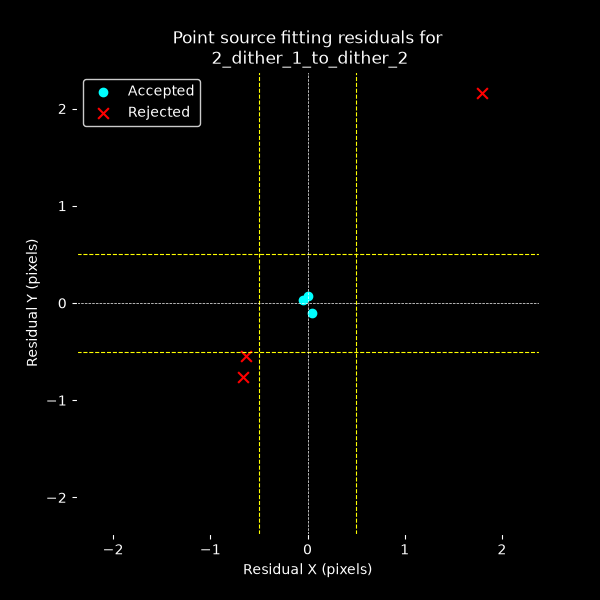 Point source fitting residuals for
2_dither_1_to_dither_2
Accepted
Rejected
Residual Y (pixels)
2
1
0
−1
−2
−2
−1
0
1
2
Residual X (pixels)